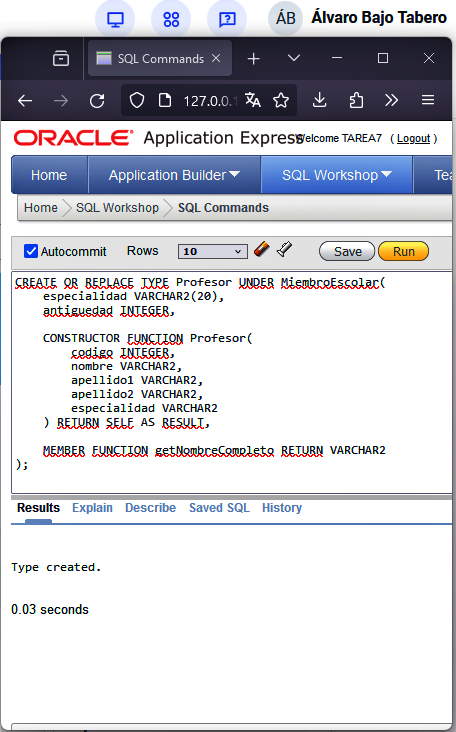 ÁB Álvaro Bajo Tabero
SQL Commands
127.0.0.1
ORACLE Application Express Welcome TAREA7 ( Logout )
Home Application Builder SQL Workshop Tea
Home SQL Workshop SQL Commands
Autocommit Rows 10 Save Run
CREATE OR REPLACE TYPE Profesor UNDER MiembroEscolar(
especialidad VARCHAR2(20),
antiguedad INTEGER,
CONSTRUCTOR FUNCTION Profesor(
codigo INTEGER,
nombre VARCHAR2,
apellido1 VARCHAR2,
apellido2 VARCHAR2,
especialidad VARCHAR2
) RETURN SELF AS RESULT,
MEMBER FUNCTION getNombreCompleto RETURN VARCHAR2
);
Results Explain Describe Saved SQL History
Type created.
0.03 seconds